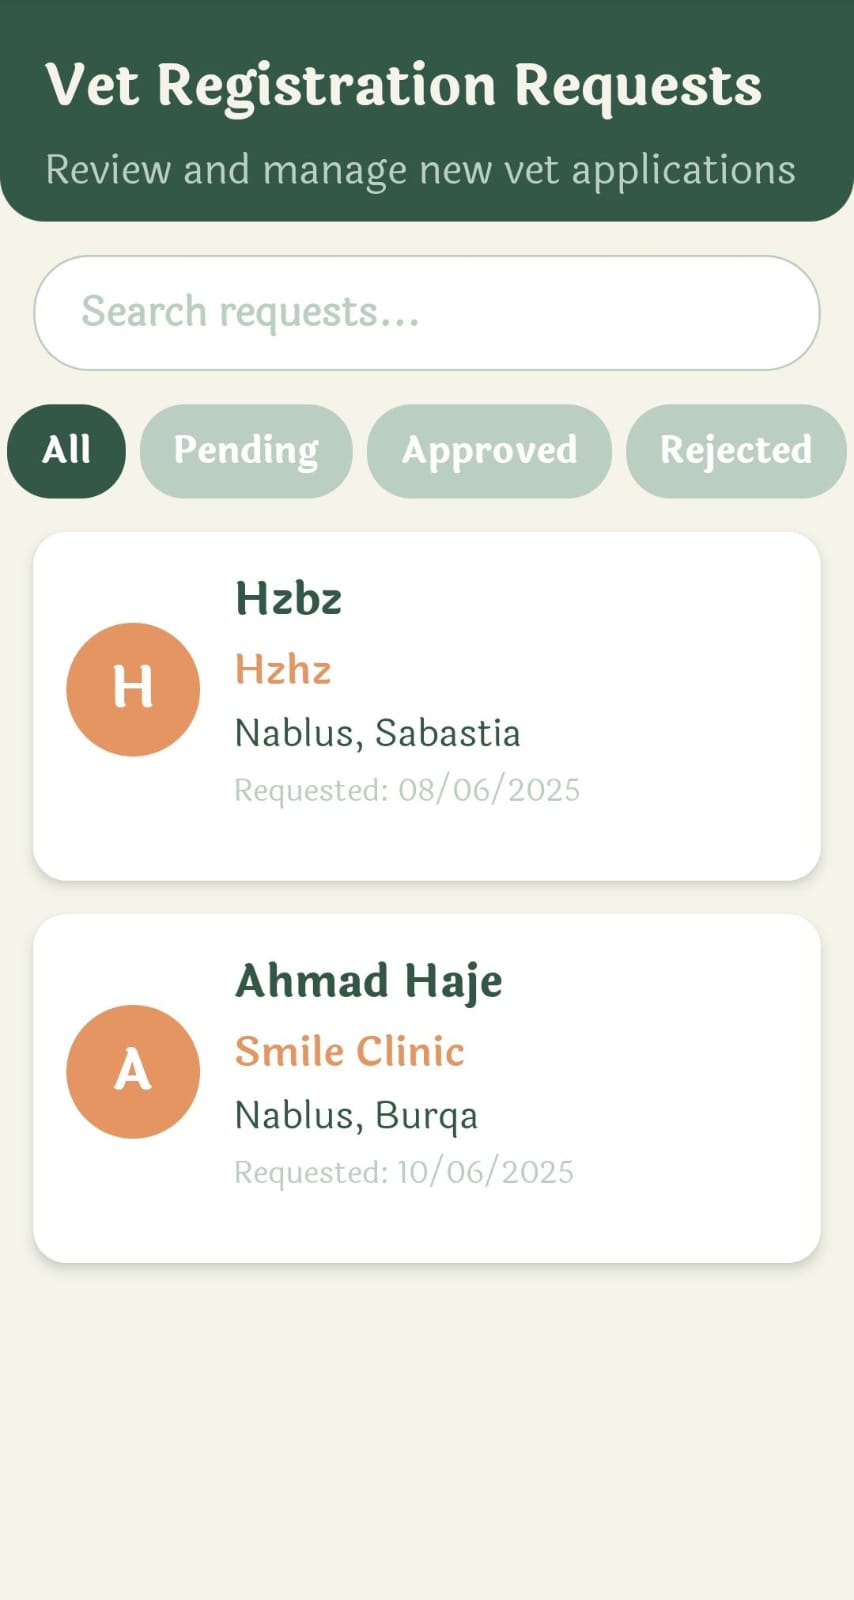 Vet Registration Requests
Review and manage new vet applications
Search requests...
All Pending Approved Rejected
Hzbz
H
Hzhz
Nablus, Sabastia
Requested: 08/06/2025
Ahmad Haje
A
Smile Clinic
Nablus, Burqa
Requested: 10/06/2025